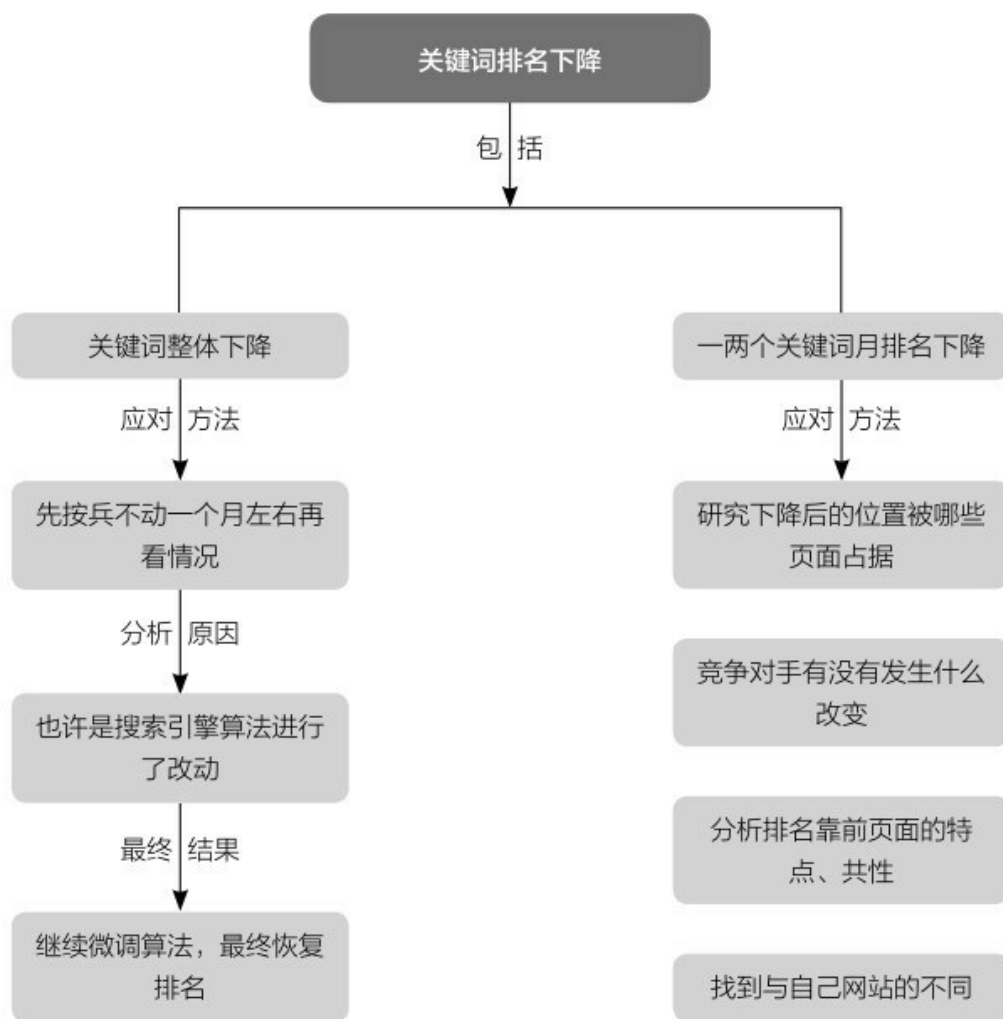 关键词排名下降
包括
关键词整体下降
应对方法
先按兵不动一个月左右再
看情况
分析原因
也许是搜索引擎算法进行
了改动
最终结果
继续微调算法，最终恢复
排名
一两个关键词月排名下降
应对方法
研究下降后的位置被哪些
页面占据
竞争对手有没有发生什么
改变
分析排名靠前页面的特
点、共性
找到与自己网站的不同